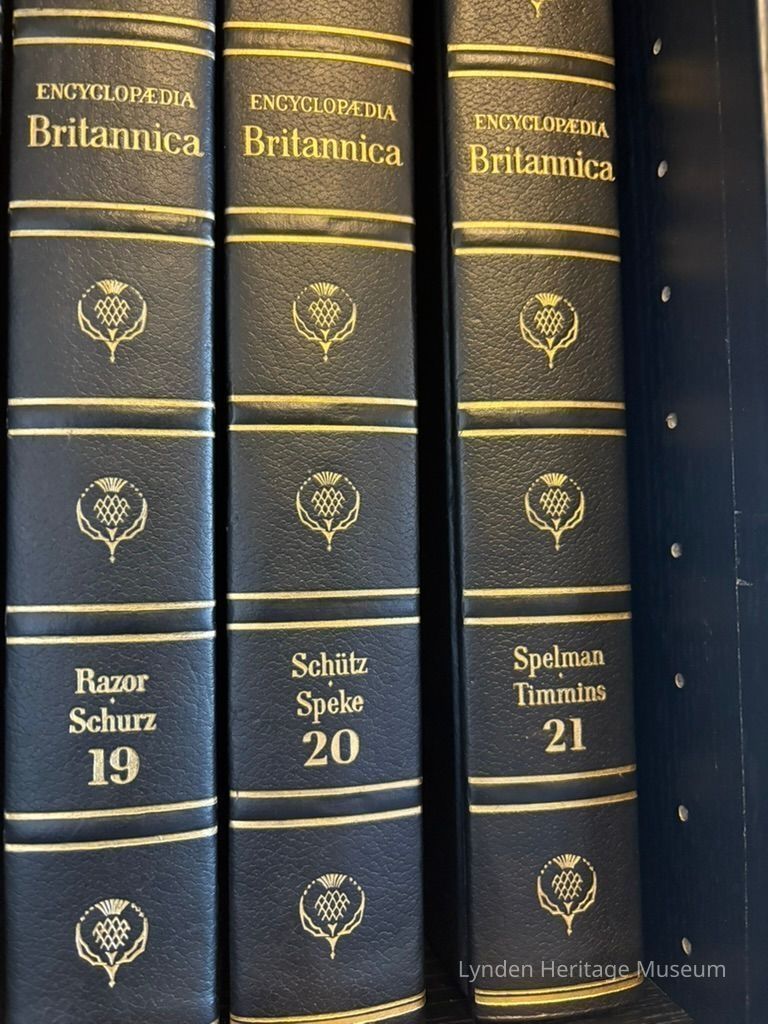 ENCYCLOPÆDIA
Britannica
Razor
Schurz
19
ENCYCLOPÆDIA
Britannica
Schütz
Speke
20
ENCYCLOPÆDIA
Britannica
Spelman
Timmins
21
Lynden Heritage Museum